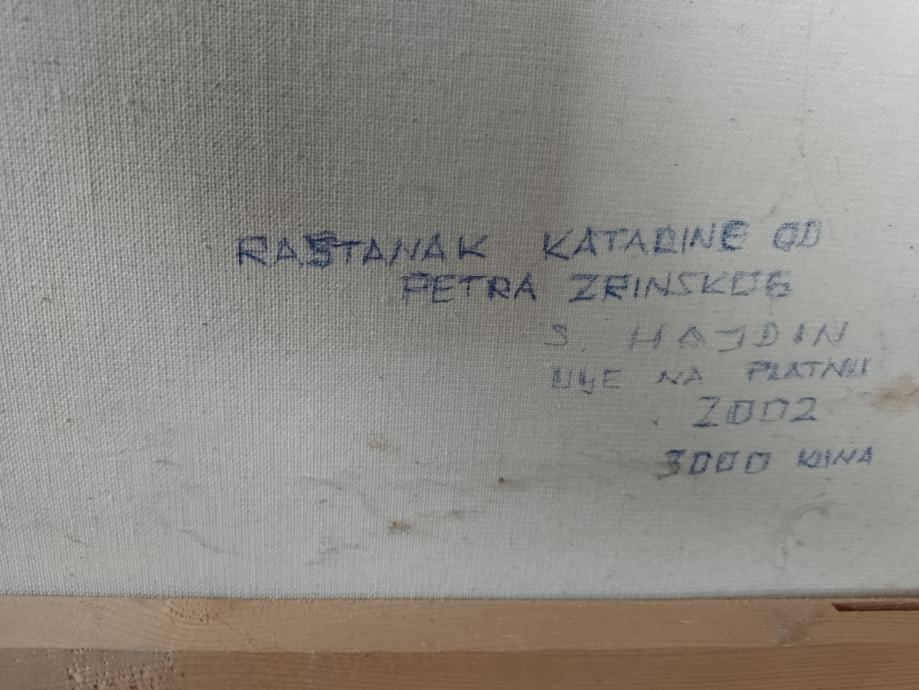 RASTANAK KATARINE OD
PETRA ZRINSKOG
S. HAJDIN
ULJE NA PLATNU
2002
3000 KUNA